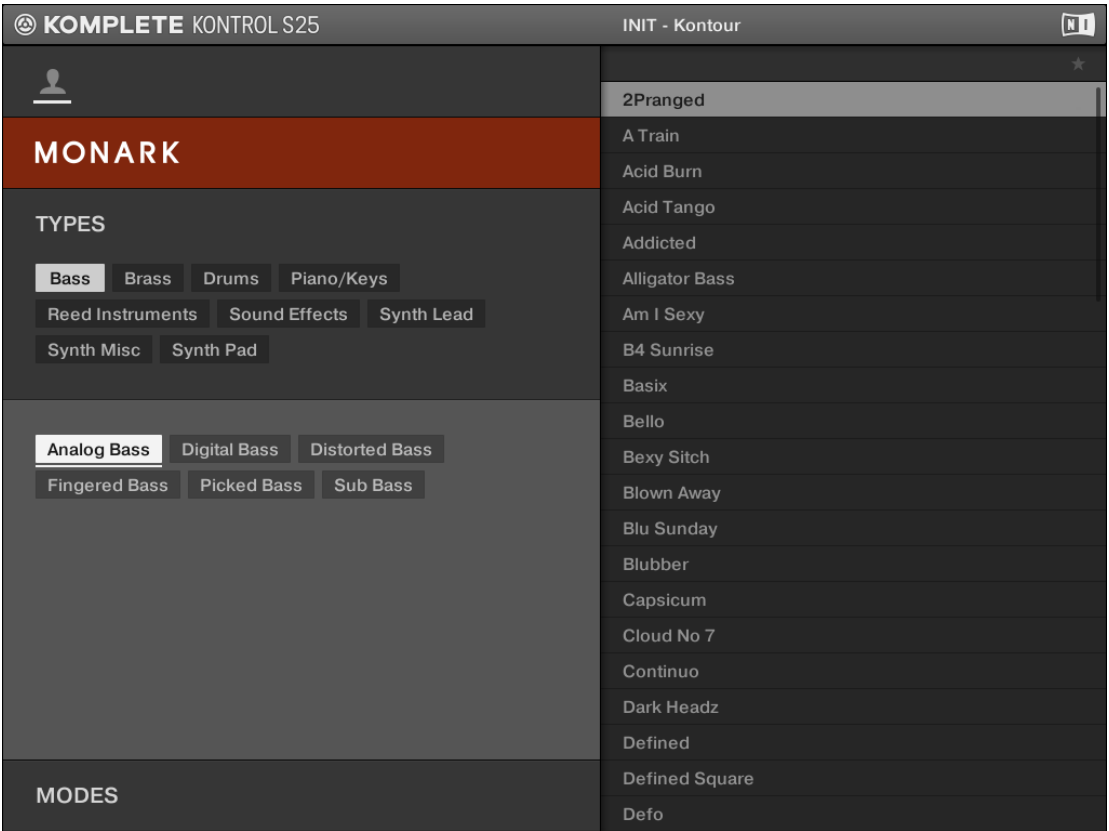 KOMPLETE KONTROL S25
INIT - Kontour
NI
MONARK
TYPES
Bass Brass Drums Piano/Keys
Reed Instruments Sound Effects Synth Lead
Synth Misc Synth Pad
Analog Bass Digital Bass Distorted Bass
Fingered Bass Picked Bass Sub Bass
MODES
2Pranged
A Train
Acid Burn
Acid Tango
Addicted
Alligator Bass
Am I Sexy
B4 Sunrise
Basix
Bello
Bexy Sitch
Blown Away
Blu Sunday
Blubber
Capsicum
Cloud No 7
Continuo
Dark Headz
Defined
Defined Square
Defo